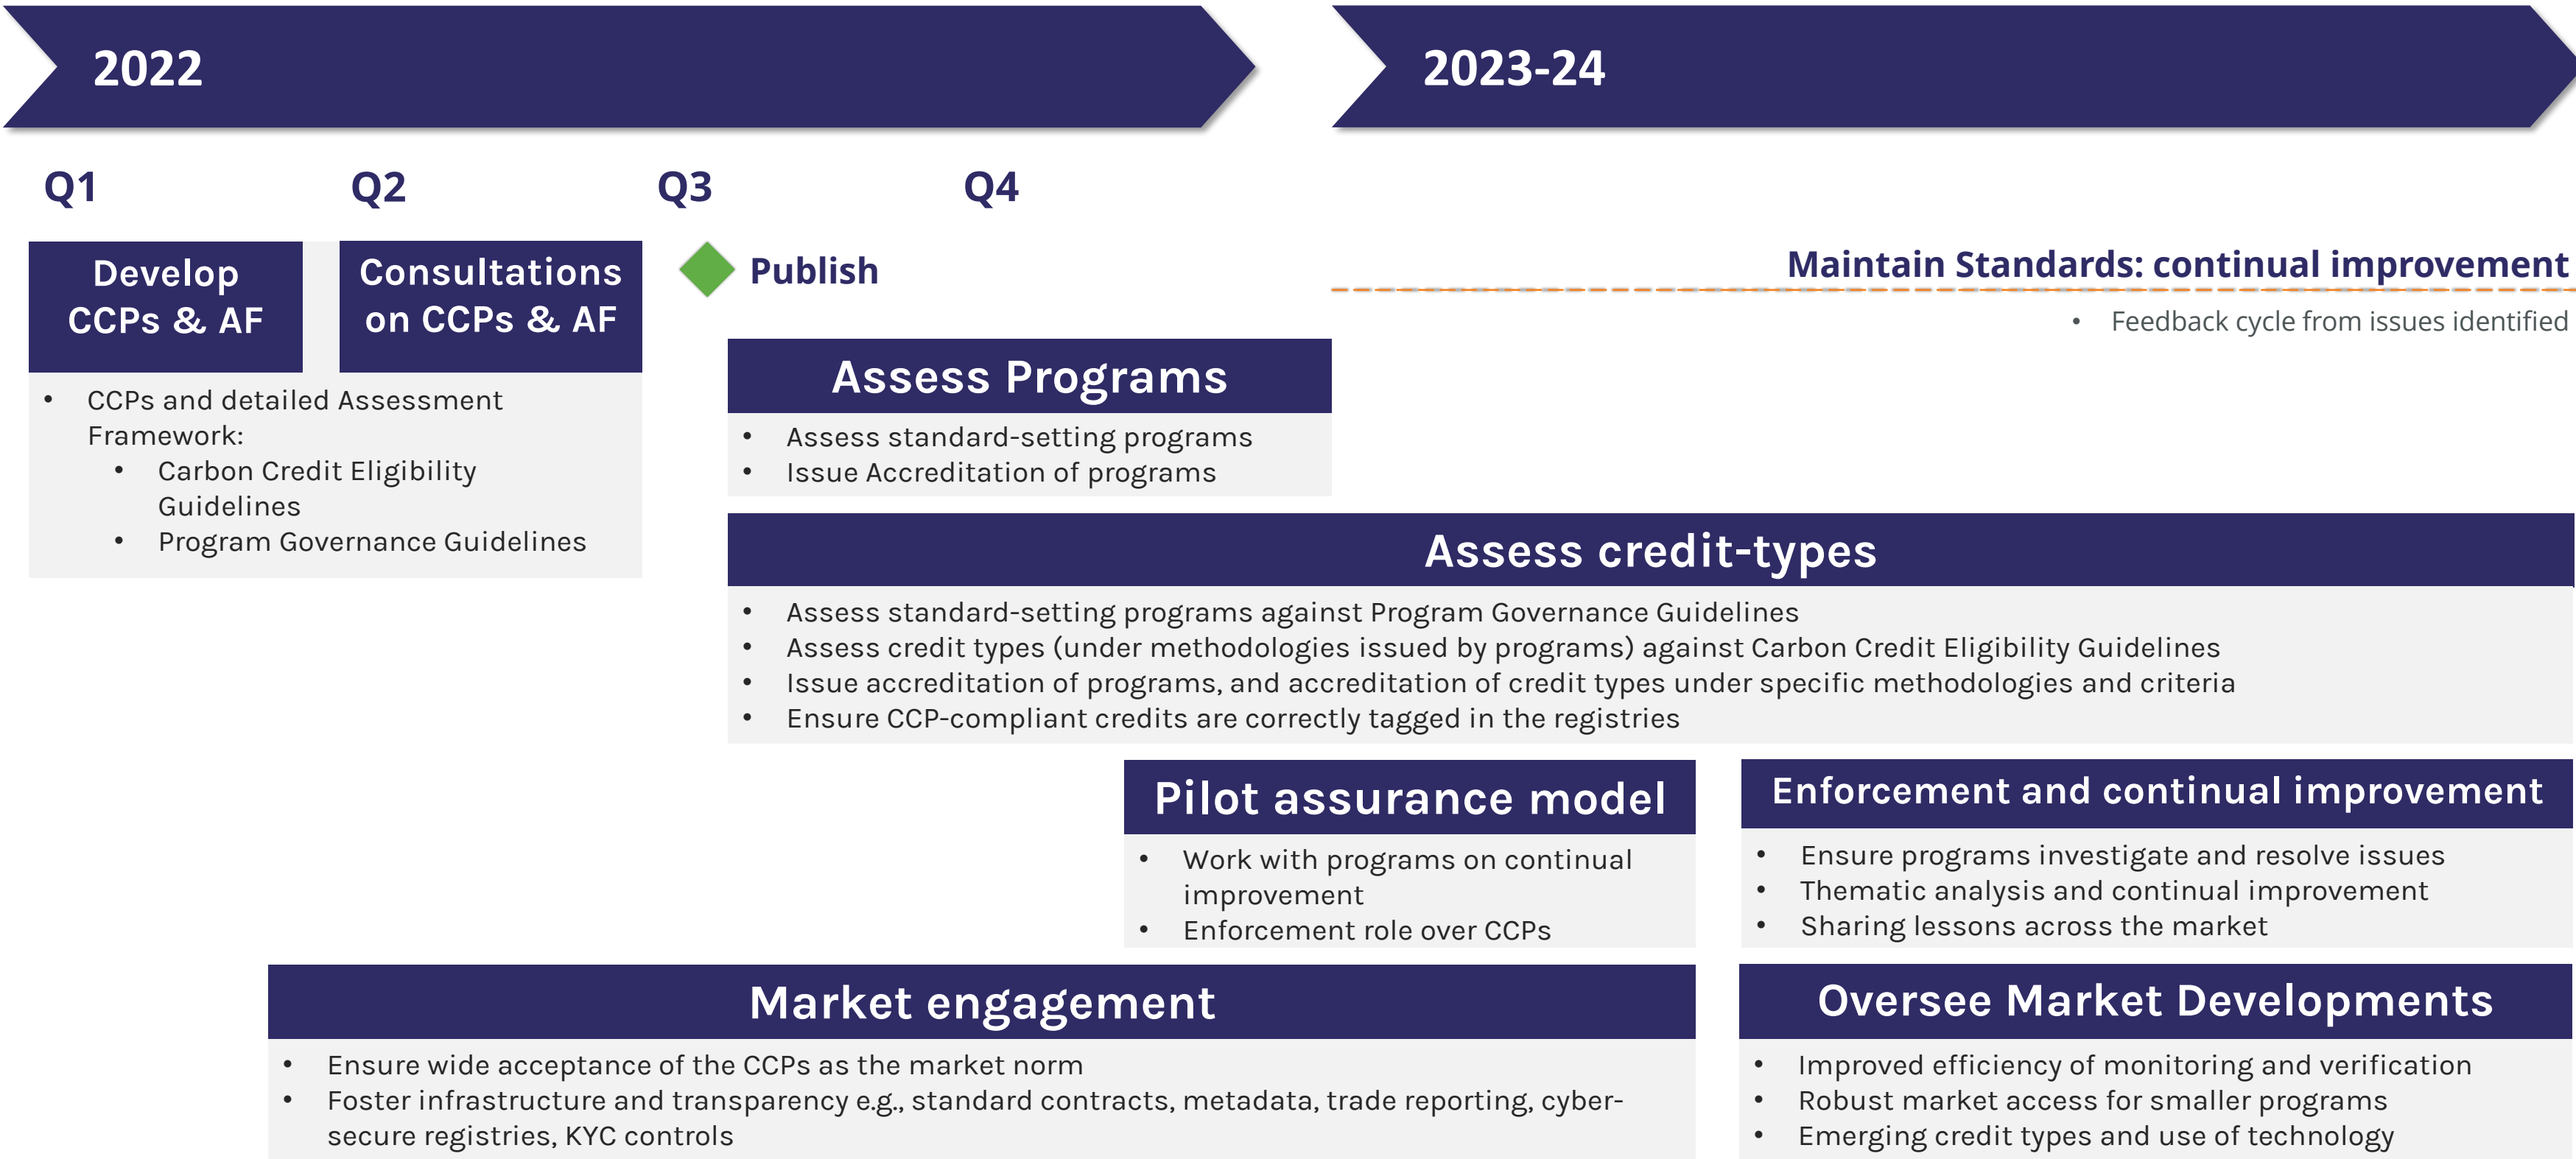 2022
2023-24
Q1
Q2
Q3
Q4
Develop
CCPs & AF
Consultations
on CCPs & AF
• CCPs and detailed Assessment
Framework:
• Carbon Credit Eligibility
Guidelines
• Program Governance Guidelines
Publish
Maintain Standards: continual improvement
• Feedback cycle from issues identified
Assess Programs
• Assess standard-setting programs
• Issue Accreditation of programs
Assess credit-types
• Assess standard-setting programs against Program Governance Guidelines
• Assess credit types (under methodologies issued by programs) against Carbon Credit Eligibility Guidelines
• Issue accreditation of programs, and accreditation of credit types under specific methodologies and criteria
• Ensure CCP-compliant credits are correctly tagged in the registries
Pilot assurance model
• Work with programs on continual
improvement
• Enforcement role over CCPs
Enforcement and continual improvement
• Ensure programs investigate and resolve issues
• Thematic analysis and continual improvement
• Sharing lessons across the market
Market engagement
• Ensure wide acceptance of the CCPs as the market norm
• Foster infrastructure and transparency e.g., standard contracts, metadata, trade reporting, cyber-
secure registries, KYC controls
Oversee Market Developments
• Improved efficiency of monitoring and verification
• Robust market access for smaller programs
• Emerging credit types and use of technology